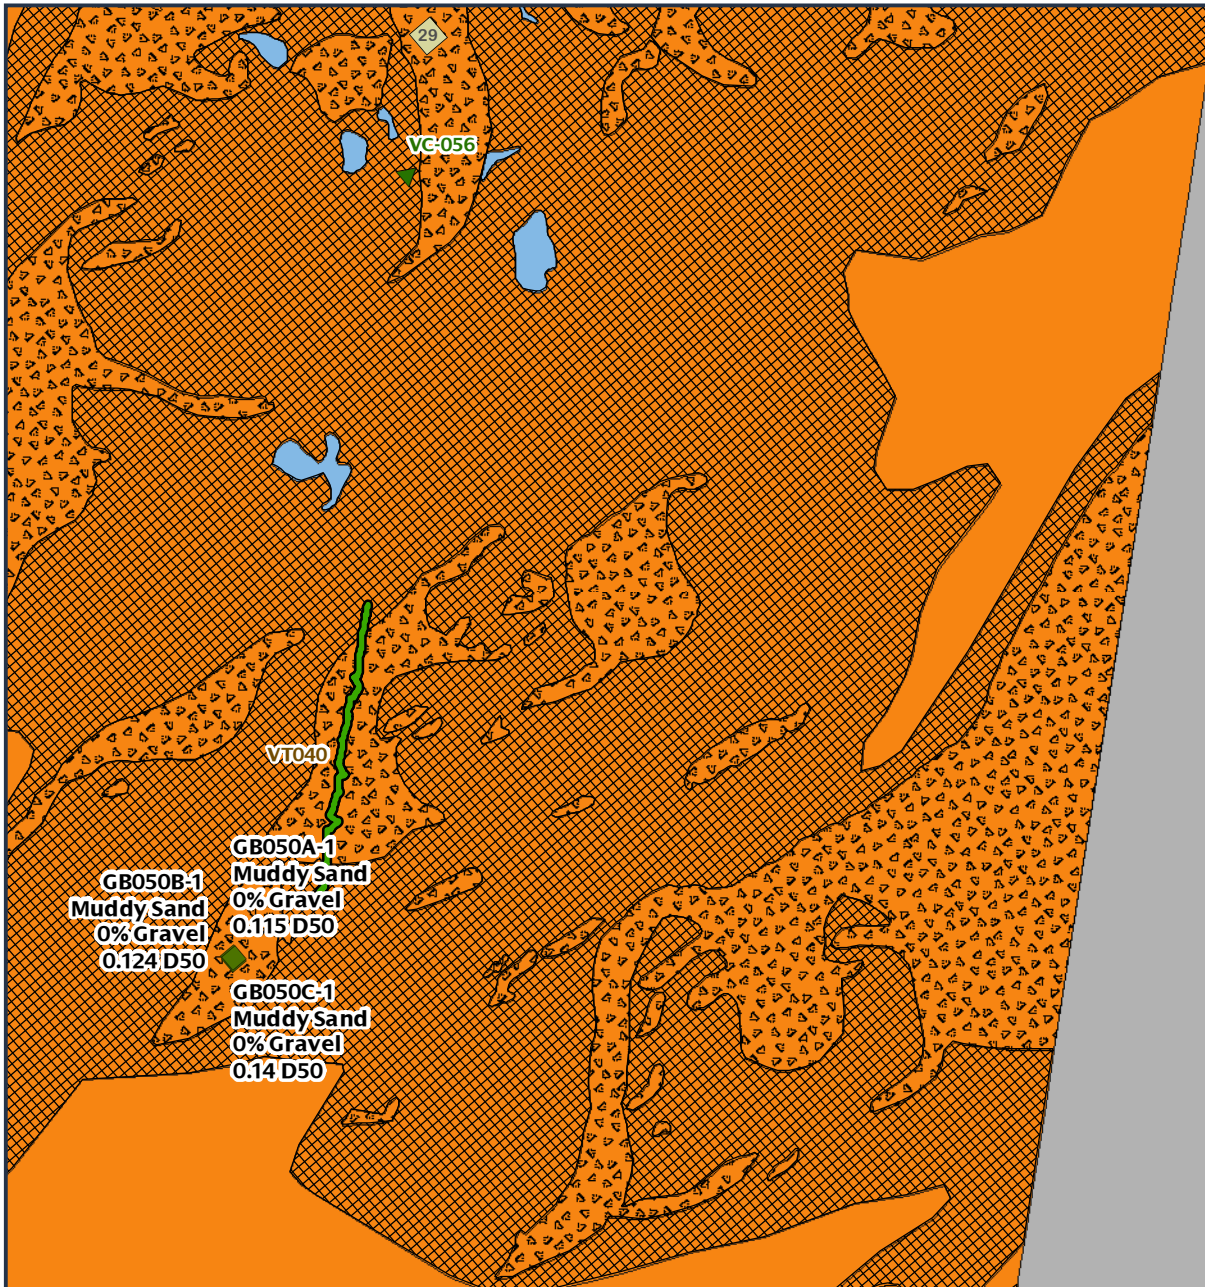 29
VC-056
VT040
GB050A-1
Muddy Sand
0% Gravel
0.115 D50
GB050B-1
Muddy Sand
0% Gravel
0.124 D50
GB050C-1
Muddy Sand
0% Gravel
0.14 D50